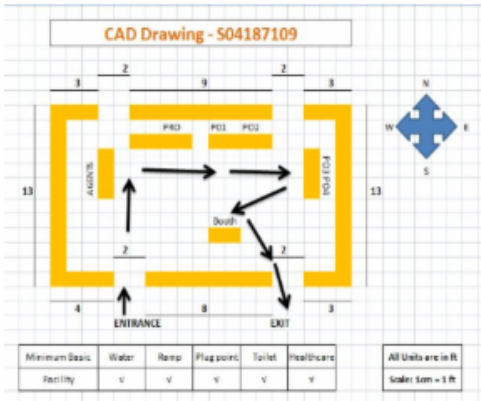 CAD Drawing - S04187109
2 2
3 9 3
N
PRO PO1 PO2
W E
AGENTS
PO3 PO4
S
13 13
Booth
2 2
4 8 3
ENTRANCE EXIT
Minimum Basic Water Ramp Plug point Toilet Healthcare
Facility √ √ √ √ √
All Units are in ft
Scale: 1cm = 1 ft